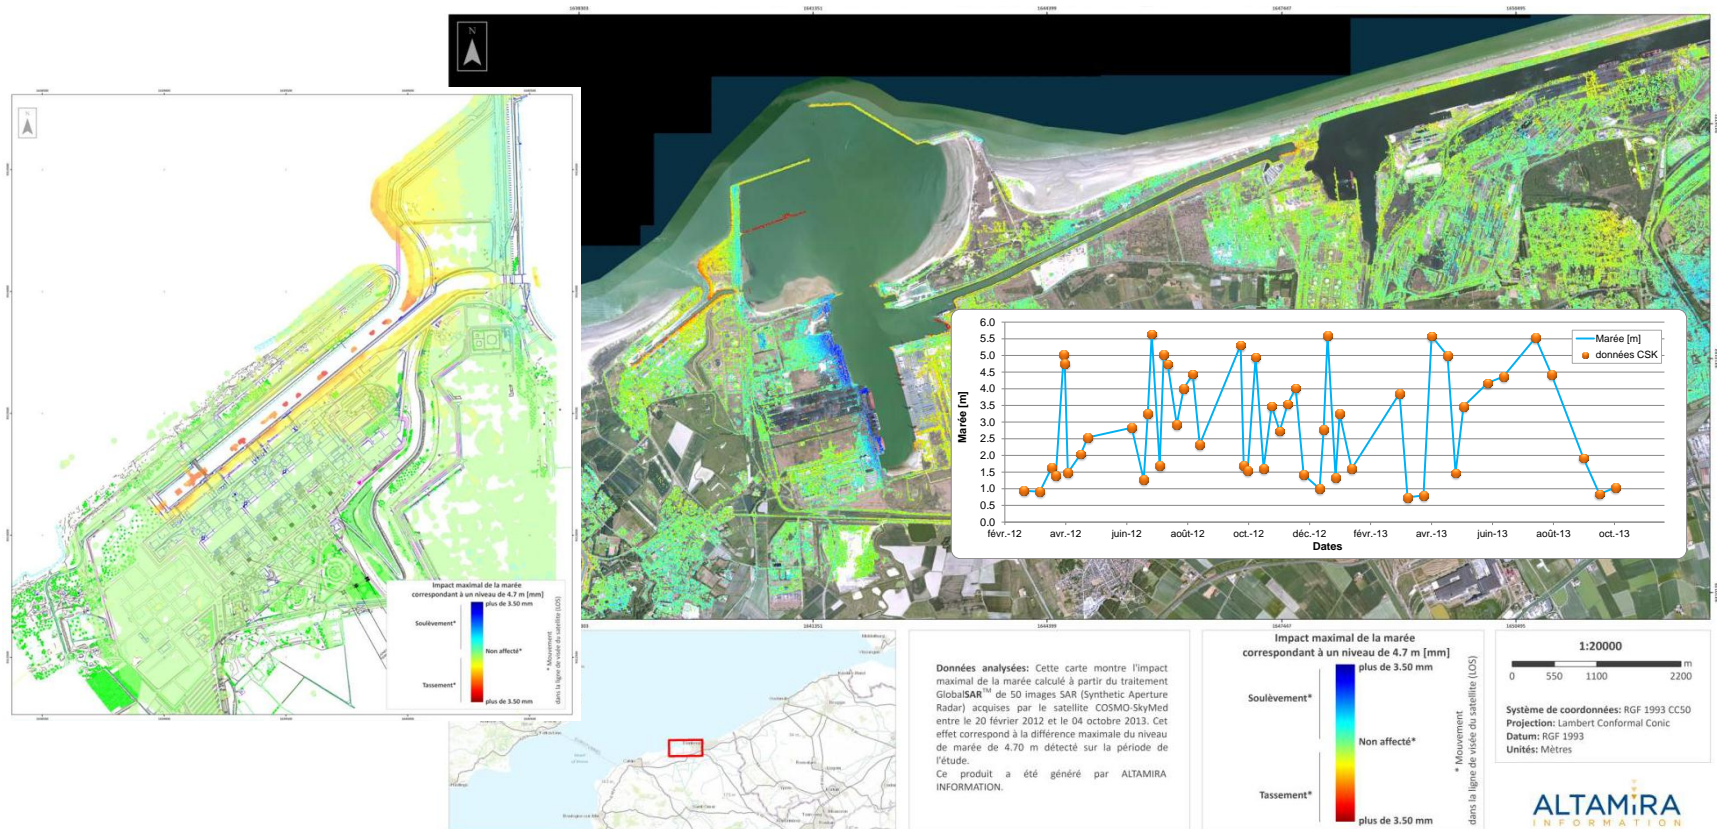 1638303
1641351
1644399
1647447
1650495
N
N
6.0
5.5
5.0
4.5
4.0
3.5
3.0
2.5
2.0
1.5
1.0
0.5
0.0
Marée [m]
Marée [m]
données CSK
févr.-12
avr.-12
juin-12
août-12
oct.-12
déc.-12
févr.-13
avr.-13
juin-13
août-13
oct.-13
Dates
Impact maximal de la marée
correspondant à un niveau de 4.7 m [mm]
plus de 3.50 mm
Soulèvement*
Non affecté*
Tassement*
plus de 3.50 mm
* Mouvement
dans la ligne de visée du satellite (LOS)
1641351
1644399
1647447
1650495
Données analysées: Cette carte montre l'impact
maximal de la marée calculé à partir du traitement
GlobalSAR™ de 50 images SAR (Synthetic Aperture
Radar) acquises par le satellite COSMO-SkyMed
entre le 20 février 2012 et le 04 octobre 2013. Cet
effet correspond à la différence maximale du niveau
de marée de 4.70 m détecté sur la période de
l'étude.
Ce produit a été généré par ALTAMIRA
INFORMATION.
Impact maximal de la marée
correspondant à un niveau de 4.7 m [mm]
plus de 3.50 mm
Soulèvement*
Non affecté*
Tassement*
plus de 3.50 mm
* Mouvement
dans la ligne de visée du satellite (LOS)
1:20000
m
0 550 1100 2200
Système de coordonnées: RGF 1993 CC50
Projection: Lambert Conformal Conic
Datum: RGF 1993
Unités: Mètres
ALTAMIRA
INFORMATION